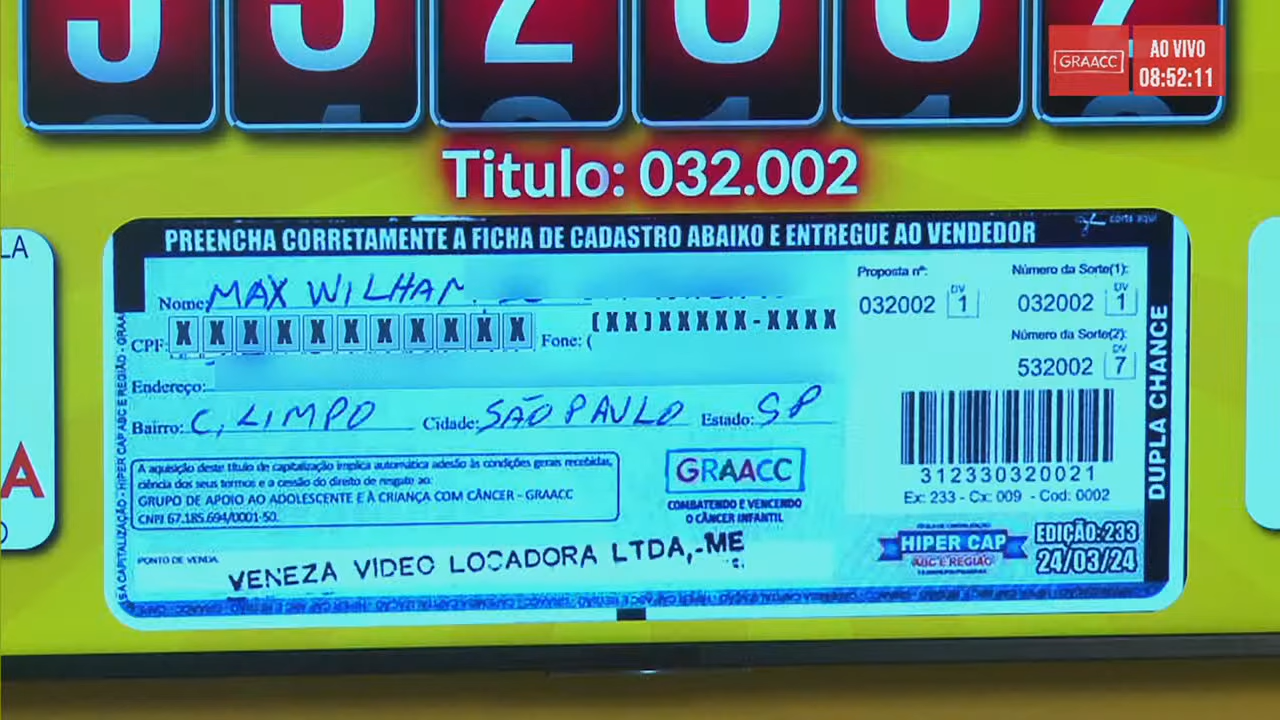 GRAACC
AO VIVO
08:52:11
Titulo: 032.002
PREENCHA CORRETAMENTE A FICHA DE CADASTRO ABAIXO E ENTREGUE AO VENDEDOR
corte aqui
Nome: MAX WILHAN
CPF: X X X X X X X X X X X Fone: ( (XX)XXXXX-XXXX
Endereço:
Bairro: C, LIMPO Cidade: SÃO PAULO Estado: SP
Proposta nº:
032002 DV 1
Número da Sorte(1):
032002 DV 1
Número da Sorte(2):
532002 DV 7
DUPLA CHANCE
312330320021
Ex: 233 - Cx: 009 - Cod: 0002
A aquisição deste título de capitalização implica automática adesão às condições gerais recebidas,
ciência dos seus termos e a cessão do direito de resgate ao:
GRUPO DE APOIO AO ADOLESCENTE E À CRIANÇA COM CÂNCER - GRAACC
CNPJ 67.185.694/0001-50.
GRAACC
COMBATENDO E VENCENDO
O CÂNCER INFANTIL
HIPER CAP
ABC E REGIÃO
EDIÇÃO:233
24/03/24
PONTO DE VENDA
VENEZA VIDEO LOCADORA LTDA,-ME
LA
A